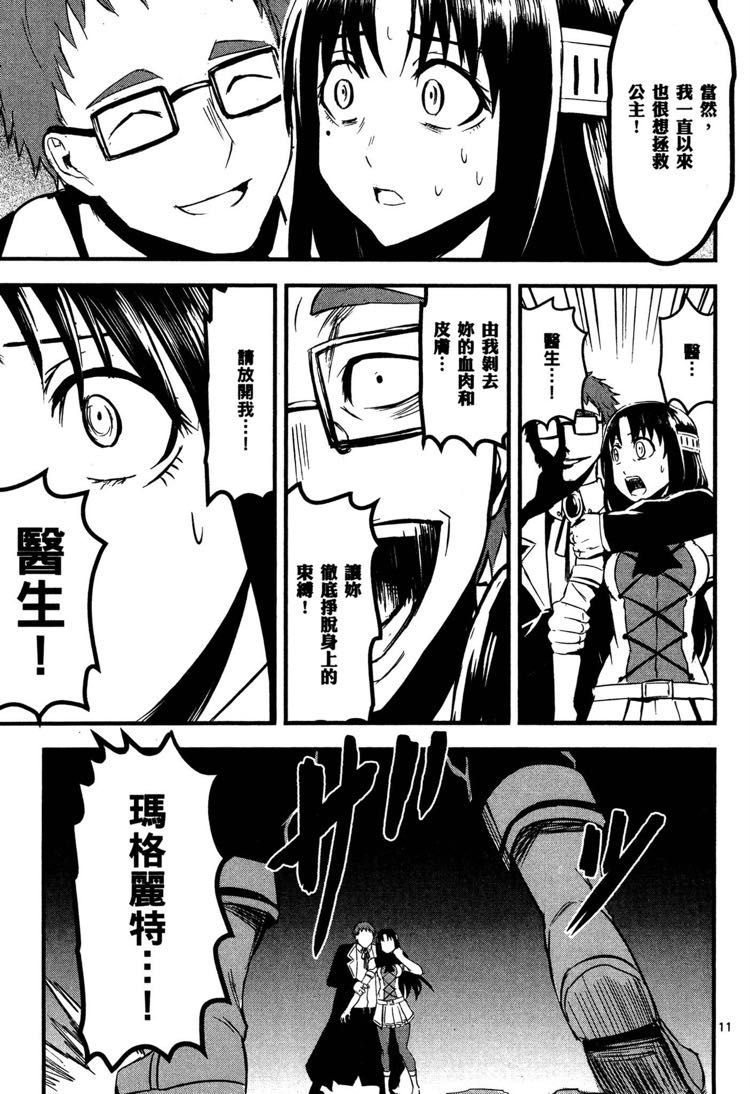 當然，
我一直以來
也很想拯救
公主！
醫…
醫生…！
由我剝去
妳的血肉和
皮膚…
讓妳
徹底掙脫身上的
束縛！
請放開我…！
醫生！
ザッ
瑪格麗特…！
11